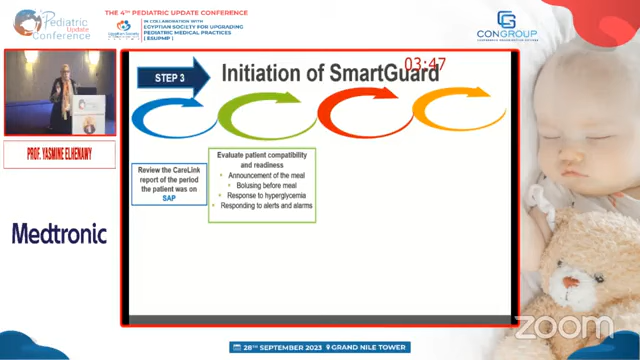 Pediatric
Update
Conference
THE 4TH PEDIATRIC UPDATE CONFERENCE
IN COLLABORATION WITH
EGYPTIAN SOCIETY FOR UPGRADING
PEDIATRIC MEDICAL PRACTICES
( ESUPMP )
CONGROUP
STEP 3
Initiation of SmartGuard
03:47
PROF. YASMINE ELHENAWY
Medtronic
Review the CareLink
report of the period
the patient was on
SAP
Evaluate patient compatibility
and readiness
• Announcement of the meal
• Bolusing before meal
• Response to hyperglycemia
• Responding to alerts and alarms
zoom
28TH SEPTEMBER 2023 GRAND NILE TOWER